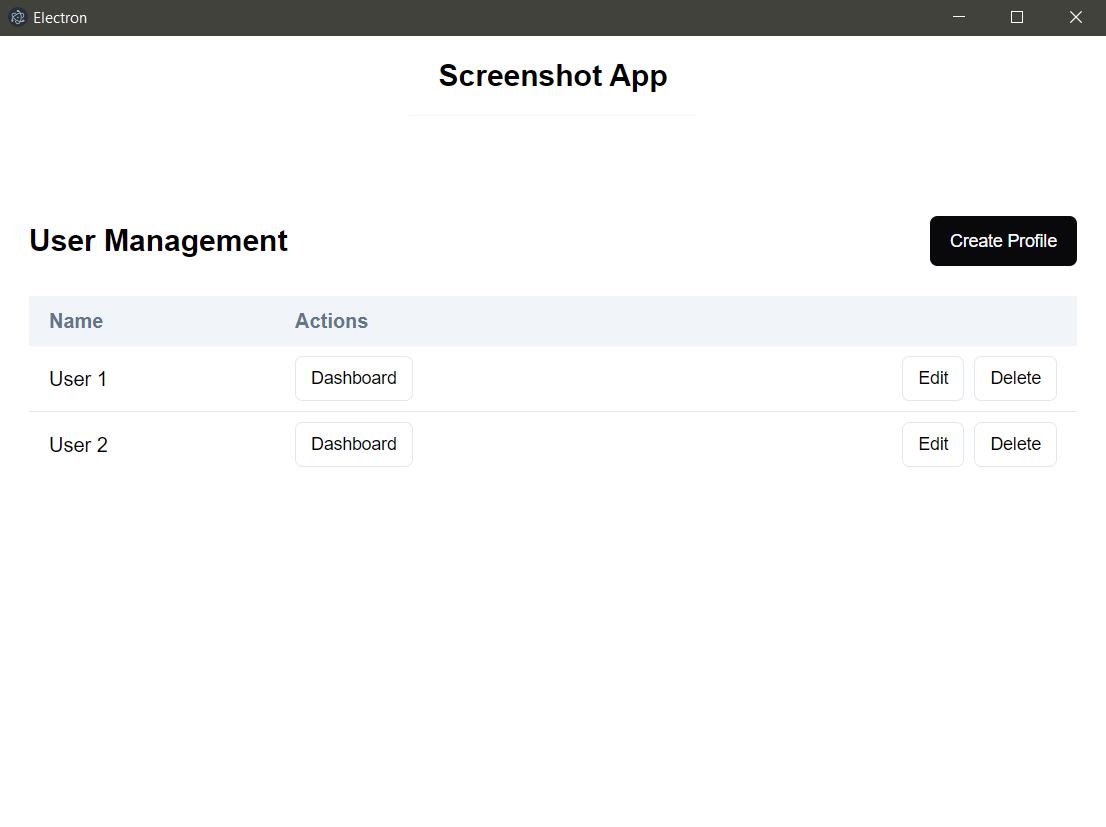 Electron
Screenshot App
User Management
Create Profile
Name Actions
User 1 Dashboard Edit Delete
User 2 Dashboard Edit Delete